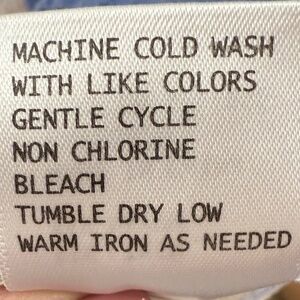 MACHINE COLD WASH
WITH LIKE COLORS
GENTLE CYCLE
NON CHLORINE
BLEACH
TUMBLE DRY LOW
WARM IRON AS NEEDED